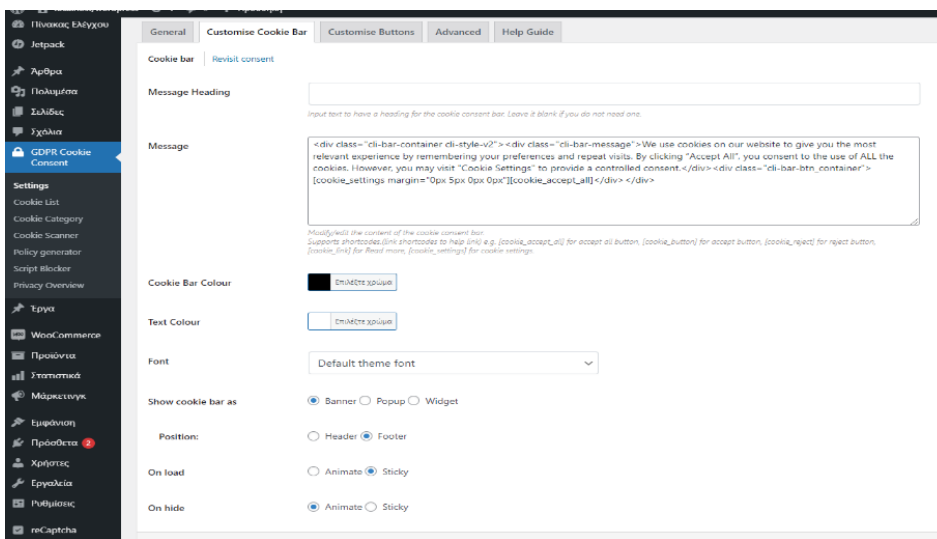 Πίνακας Ελέγχου
Jetpack
Άρθρα
Πολυμέσα
Σελίδες
Σχόλια
GDPR Cookie
Consent
Settings
Cookie List
Cookie Category
Cookie Scanner
Policy generator
Script Blocker
Privacy Overview
Έργα
WooCommerce
Προϊόντα
Στατιστικά
Μάρκετινγκ
Εμφάνιση
Πρόσθετα 2
Χρήστες
Εργαλεία
Ρυθμίσεις
reCaptcha
General Customise Cookie Bar Customise Buttons Advanced Help Guide
Cookie bar Revisit consent
Message Heading
Input text to have a heading for the cookie consent bar. Leave it blank if you do not need one.
Message
<div class="cli-bar-container cli-style-v2"><div class="cli-bar-message">We use cookies on our website to give you the most
relevant experience by remembering your preferences and repeat visits. By clicking "Accept All", you consent to the use of ALL the
cookies. However, you may visit "Cookie Settings" to provide a controlled consent.</div><div class="cli-bar-btn_container">
[cookie_settings margin="0px 5px 0px 0px"][cookie_accept_all]</div></div>
Modify/edit the content of the cookie consent bar.
Supports shortcodes.(link shortcodes to help link) e.g. [cookie_accept_all] for accept all button, [cookie_button] for accept button, [cookie_reject] for reject button,
[cookie_link] for Read more, [cookie_settings] for cookie settings.
Cookie Bar Colour Επιλέξτε χρώμα
Text Colour Επιλέξτε χρώμα
Font Default theme font
Show cookie bar as Banner Popup Widget
Position: Header Footer
On load Animate Sticky
On hide Animate Sticky